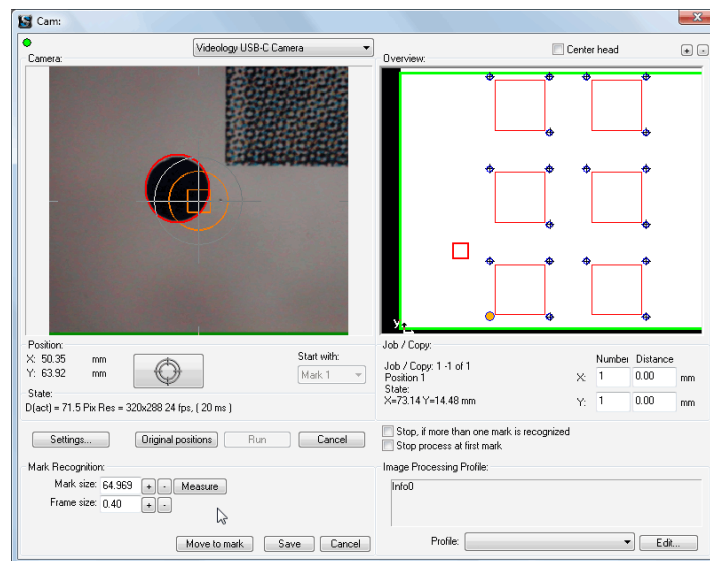 Cam:
Videology USB-C Camera
Center head
+ -
Camera:
Overview:
Y
Position:
X: 50.35 mm
Y: 63.92 mm
Start with:
Mark 1
State:
D(act) = 71.5 Pix Res = 320x288 24 fps, ( 20 ms )
Job / Copy:
Job / Copy: 1 -1 of 1
Position 1
State:
X=73.14 Y=14.48 mm
Number Distance
X: 1 0.00 mm
Y: 1 0.00 mm
Settings... Original positions Run Cancel
Stop, if more than one mark is recognized
Stop process at first mark
Mark Recognition:
Mark size: 64.969 + - Measure
Frame size: 0.40 + -
Move to mark Save Cancel
Image Processing Profile:
Info0
Profile: Edit...